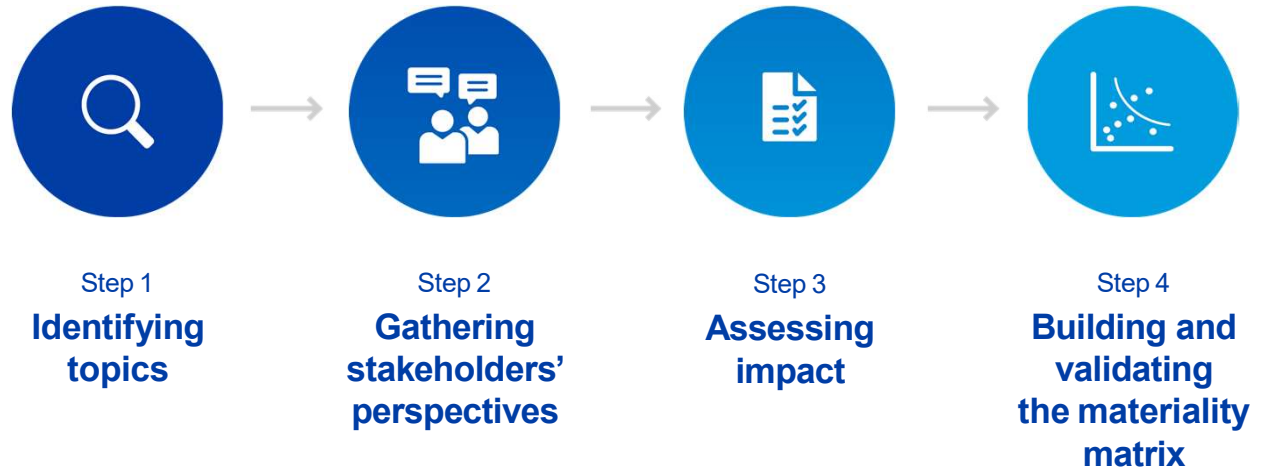 Step 1
Identifying
topics
Step 2
Gathering
stakeholders’
perspectives
Step 3
Assessing
impact
Step 4
Building and
validating
the materiality
matrix